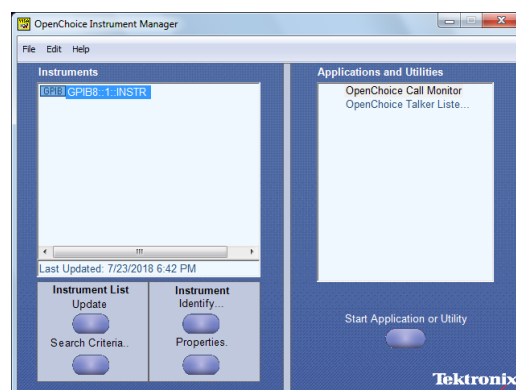 OpenChoice Instrument Manager
File Edit Help
Instruments
GPIB GPIB8::1::INSTR
Last Updated: 7/23/2018 6:42 PM
Instrument List
Update
Search Criteria..
Instrument
Identify...
Properties.
Applications and Utilities
OpenChoice Call Monitor
OpenChoice Talker Liste...
Start Application or Utility
Tektronix